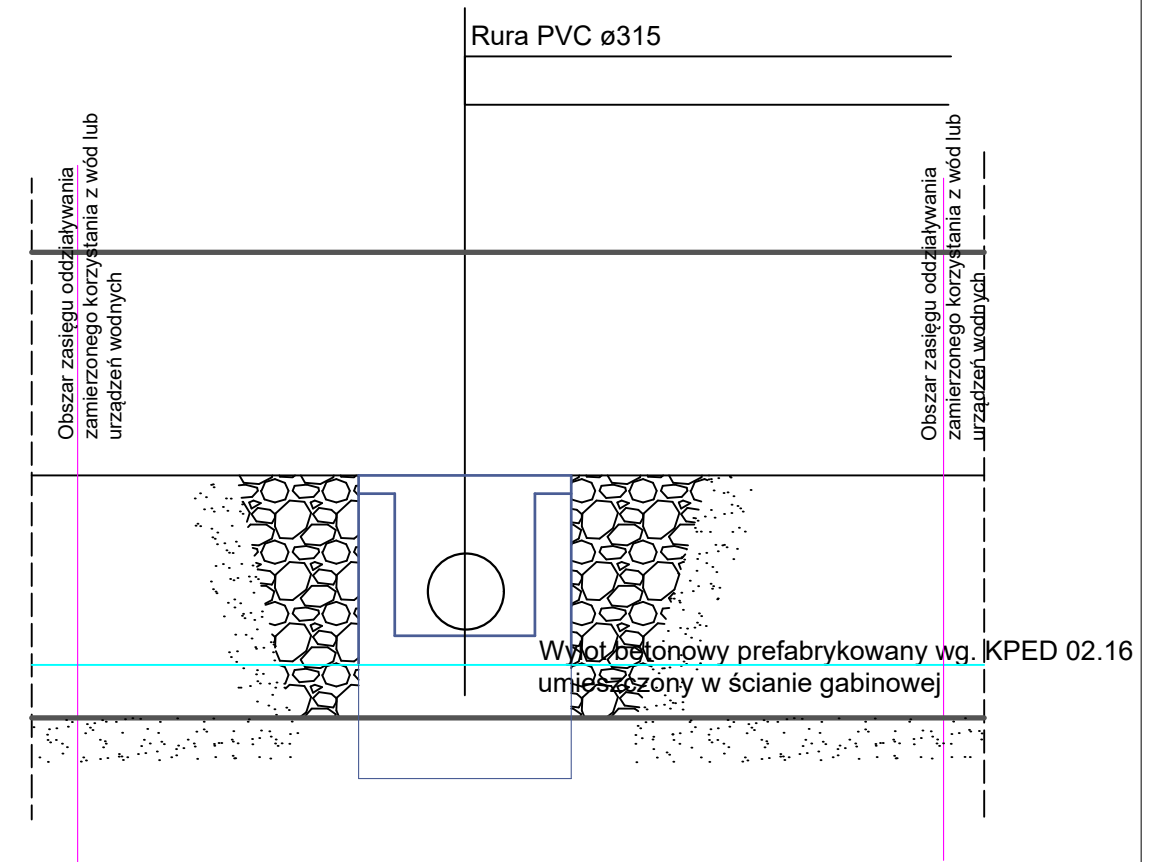 Rura PVC ø315
Obszar zasięgu oddziaływania
zamierzonego korzystania z wód lub
urządzeń wodnych
Obszar zasięgu oddziaływania
zamierzonego korzystania z wód lub
urządzeń wodnych
Wylot betonowy prefabrykowany wg. KPED 02.16
umieszczony w ścianie gabinowej